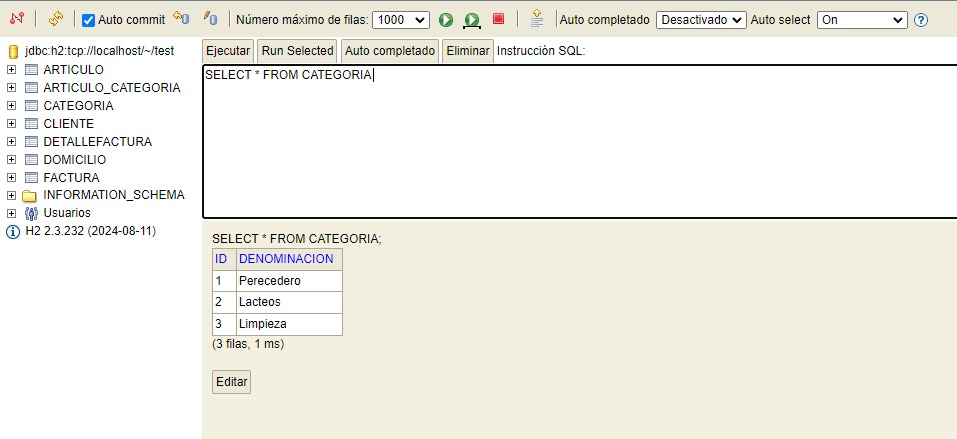 Auto commit Número máximo de filas: 1000 Auto completado Desactivado Auto select On
jdbc:h2:tcp://localhost/~/test
ARTICULO
ARTICULO_CATEGORIA
CATEGORIA
CLIENTE
DETALLEFACTURA
DOMICILIO
FACTURA
INFORMATION_SCHEMA
Usuarios
H2 2.3.232 (2024-08-11)
Ejecutar Run Selected Auto completado Eliminar Instrucción SQL:
SELECT * FROM CATEGORIA
SELECT * FROM CATEGORIA;
ID DENOMINACION
1 Perecedero
2 Lacteos
3 Limpieza
(3 filas, 1 ms)
Editar